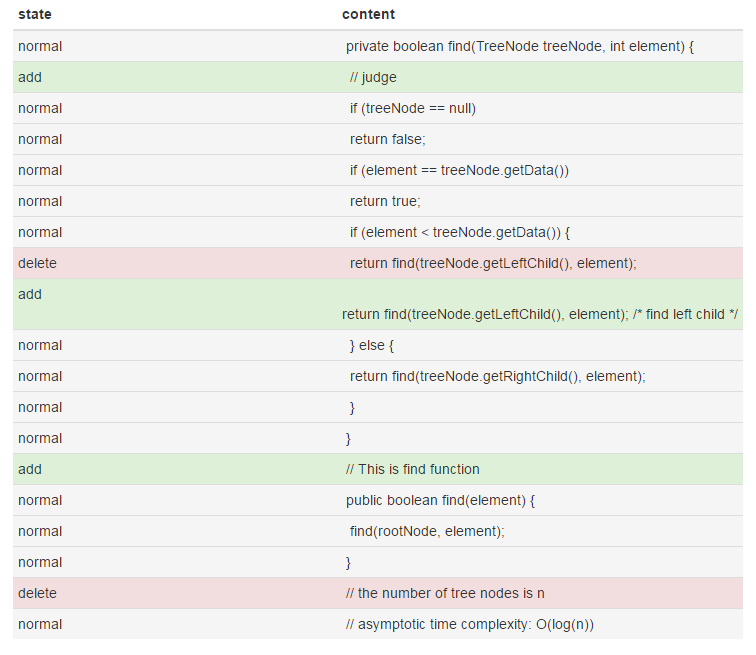 state content
normal private boolean find(TreeNode treeNode, int element) {
add // judge
normal if (treeNode == null)
normal return false;
normal if (element == treeNode.getData())
normal return true;
normal if (element < treeNode.getData()) {
delete return find(treeNode.getLeftChild(), element);
add
return find(treeNode.getLeftChild(), element); /* find left child */
normal } else {
normal return find(treeNode.getRightChild(), element);
normal }
normal }
add // This is find function
normal public boolean find(element) {
normal find(rootNode, element);
normal }
delete // the number of tree nodes is n
normal // asymptotic time complexity: O(log(n))